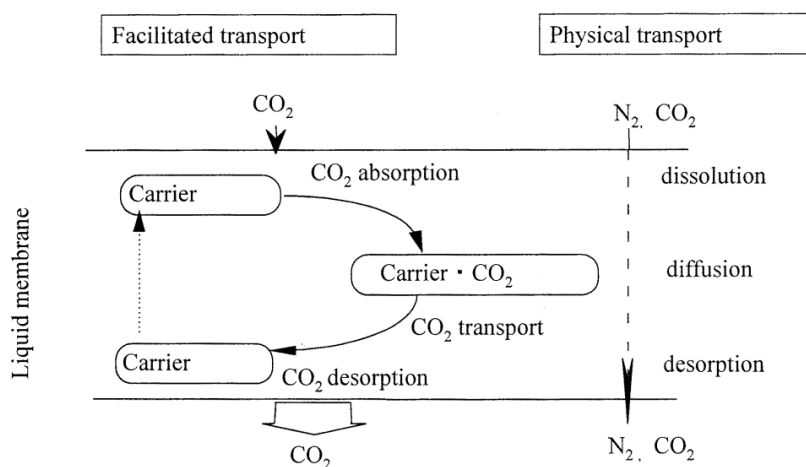 Facilitated transport
Physical transport
CO₂
N₂, CO₂
CO₂ absorption
dissolution
Carrier
Carrier・CO₂
diffusion
CO₂ transport
Carrier
desorption
CO₂ desorption
CO₂
N₂, CO₂
Liquid membrane